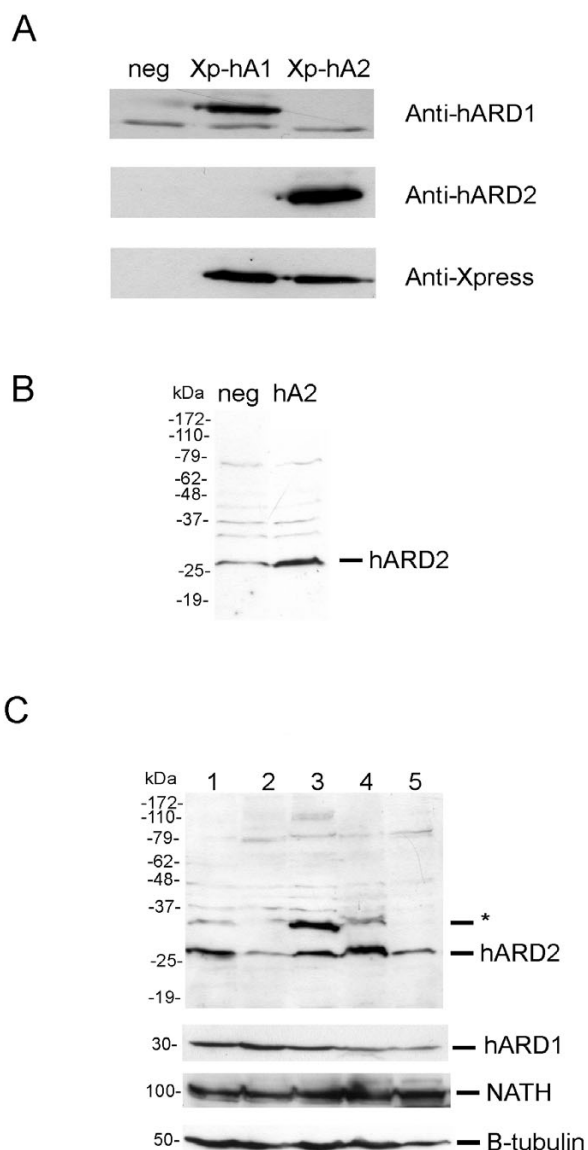 A
neg Xp-hA1 Xp-hA2
Anti-hARD1
Anti-hARD2
Anti-Xpress
B
kDa neg hA2
-172-
-110-
-79-
-62-
-48-
-37-
hARD2
-25-
-19-
C
kDa 1 2 3 4 5
-172-
-110-
-79-
-62-
-48-
-37-
*
hARD2
-25-
-19-
30- hARD1
100- NATH
50- B-tubulin